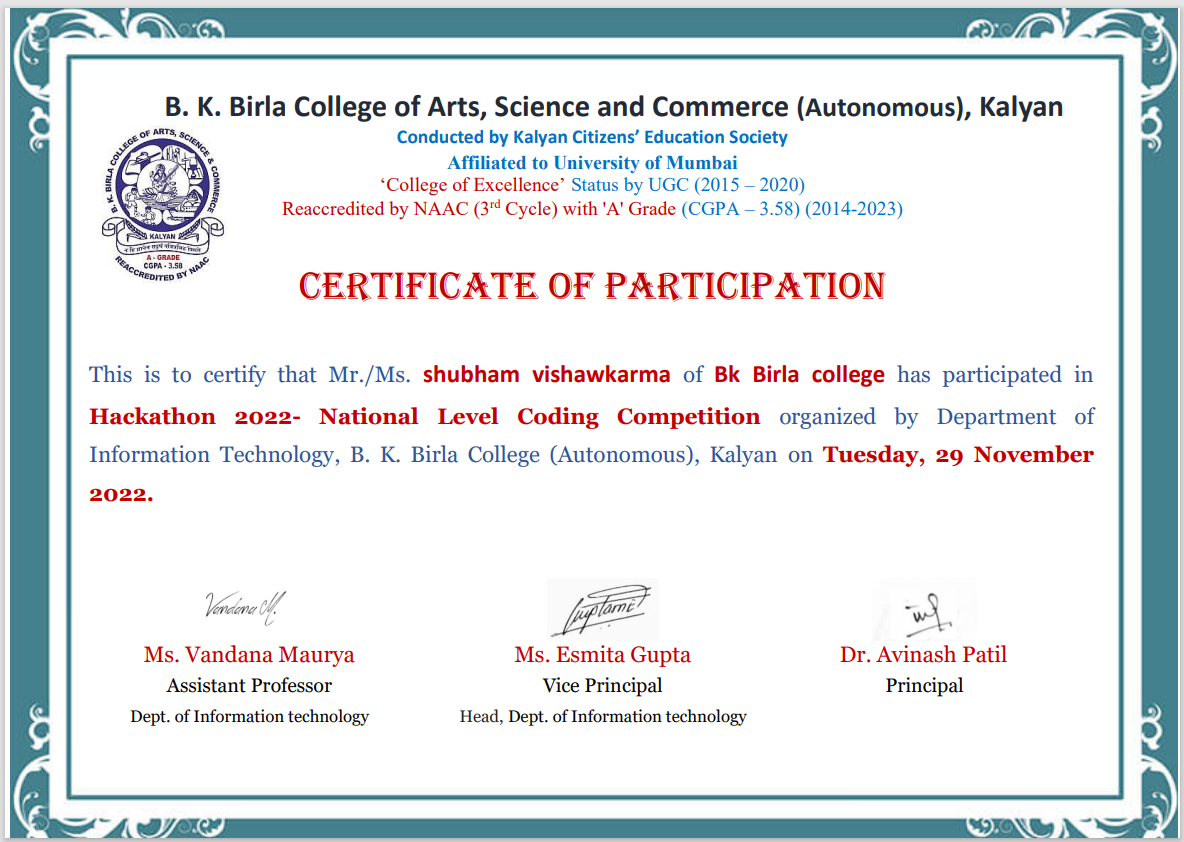 B. K. Birla College of Arts, Science and Commerce (Autonomous), Kalyan
Conducted by Kalyan Citizens’ Education Society
Affiliated to University of Mumbai
‘College of Excellence’ Status by UGC (2015 – 2020)
Reaccredited by NAAC (3rd Cycle) with 'A' Grade (CGPA – 3.58) (2014-2023)
B. K. BIRLA COLLEGE OF ARTS, SCIENCE & COMMERCE
KALYAN
A - GRADE
CGPA - 3.58
REACCREDITED BY NAAC
CERTIFICATE OF PARTICIPATION
This is to certify that Mr./Ms. shubham vishawkarma of Bk Birla college has participated in
Hackathon 2022- National Level Coding Competition organized by Department of
Information Technology, B. K. Birla College (Autonomous), Kalyan on Tuesday, 29 November
2022.
Vandana M.
Ms. Vandana Maurya
Assistant Professor
Dept. of Information technology
Ms. Esmita Gupta
Vice Principal
Head, Dept. of Information technology
Dr. Avinash Patil
Principal